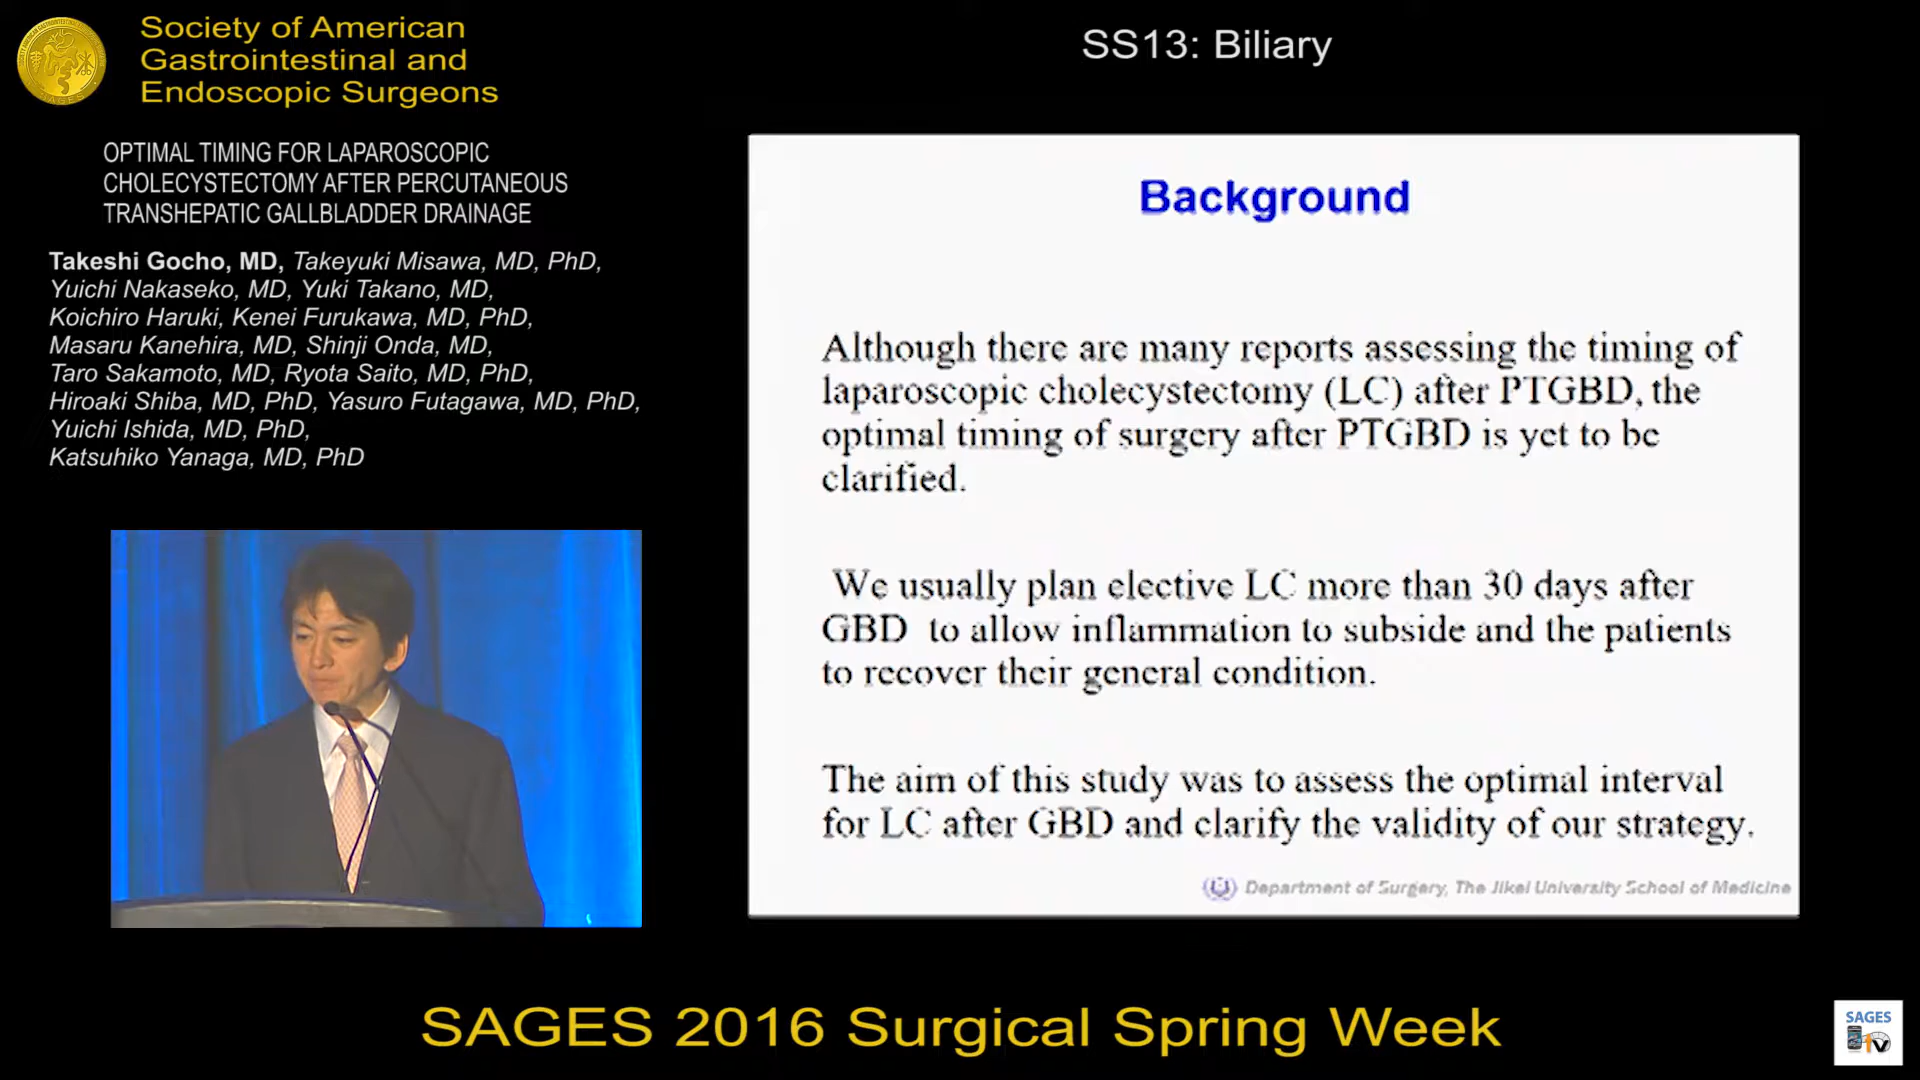 Society of American
Gastrointestinal and
Endoscopic Surgeons
SAGES
SS13: Biliary
OPTIMAL TIMING FOR LAPAROSCOPIC
CHOLECYSTECTOMY AFTER PERCUTANEOUS
TRANSHEPATIC GALLBLADDER DRAINAGE
Takeshi Gocho, MD, Takeyuki Misawa, MD, PhD,
Yuichi Nakaseko, MD, Yuki Takano, MD,
Koichiro Haruki, Kenei Furukawa, MD, PhD,
Masaru Kanehira, MD, Shinji Onda, MD,
Taro Sakamoto, MD, Ryota Saito, MD, PhD,
Hiroaki Shiba, MD, PhD, Yasuro Futagawa, MD, PhD,
Yuichi Ishida, MD, PhD,
Katsuhiko Yanaga, MD, PhD
Background
Although there are many reports assessing the timing of
laparoscopic cholecystectomy (LC) after PTGBD, the
optimal timing of surgery after PTGBD is yet to be
clarified.
We usually plan elective LC more than 30 days after
GBD to allow inflammation to subside and the patients
to recover their general condition.
The aim of this study was to assess the optimal interval
for LC after GBD and clarify the validity of our strategy.
Department of Surgery, The Jikei University School of Medicine
SAGES 2016 Surgical Spring Week
SAGES
tv